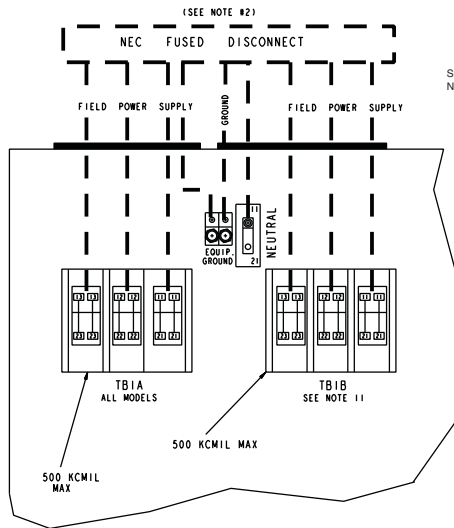 (SEE NOTE #2)
NEC FUSED DISCONNECT
S
N
FIELD POWER SUPPLY
GROUND
FIELD POWER SUPPLY
11
21
NEUTRAL
EQUIP.
GROUND
13 13 12 12 11 11
23 23 22 22 21 21
13 13 12 12 11 11
23 23 22 22 21 21
TB1A
ALL MODELS
TB1B
SEE NOTE 11
500 KCMIL MAX
500 KCMIL
MAX